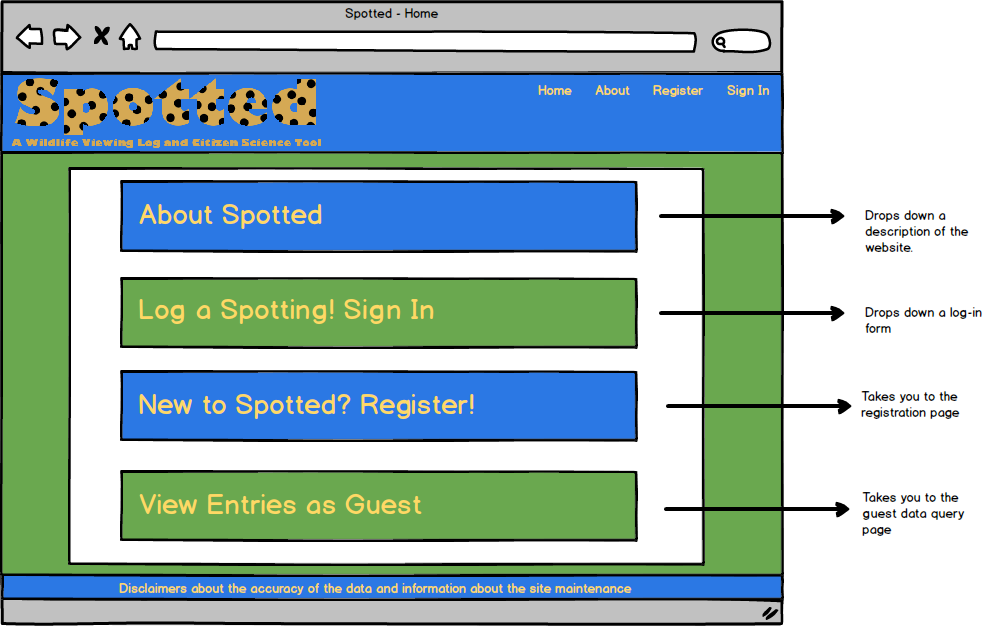 Spotted - Home
Spotted
A Wildlife Viewing Log and Citizen Science Tool
Home About Register Sign In
About Spotted
Drops down a
description of the
website.
Log a Spotting! Sign In
Drops down a log-in
form
New to Spotted? Register!
Takes you to the
registration page
View Entries as Guest
Takes you to the
guest data query
page
Disclaimers about the accuracy of the data and information about the site maintenance